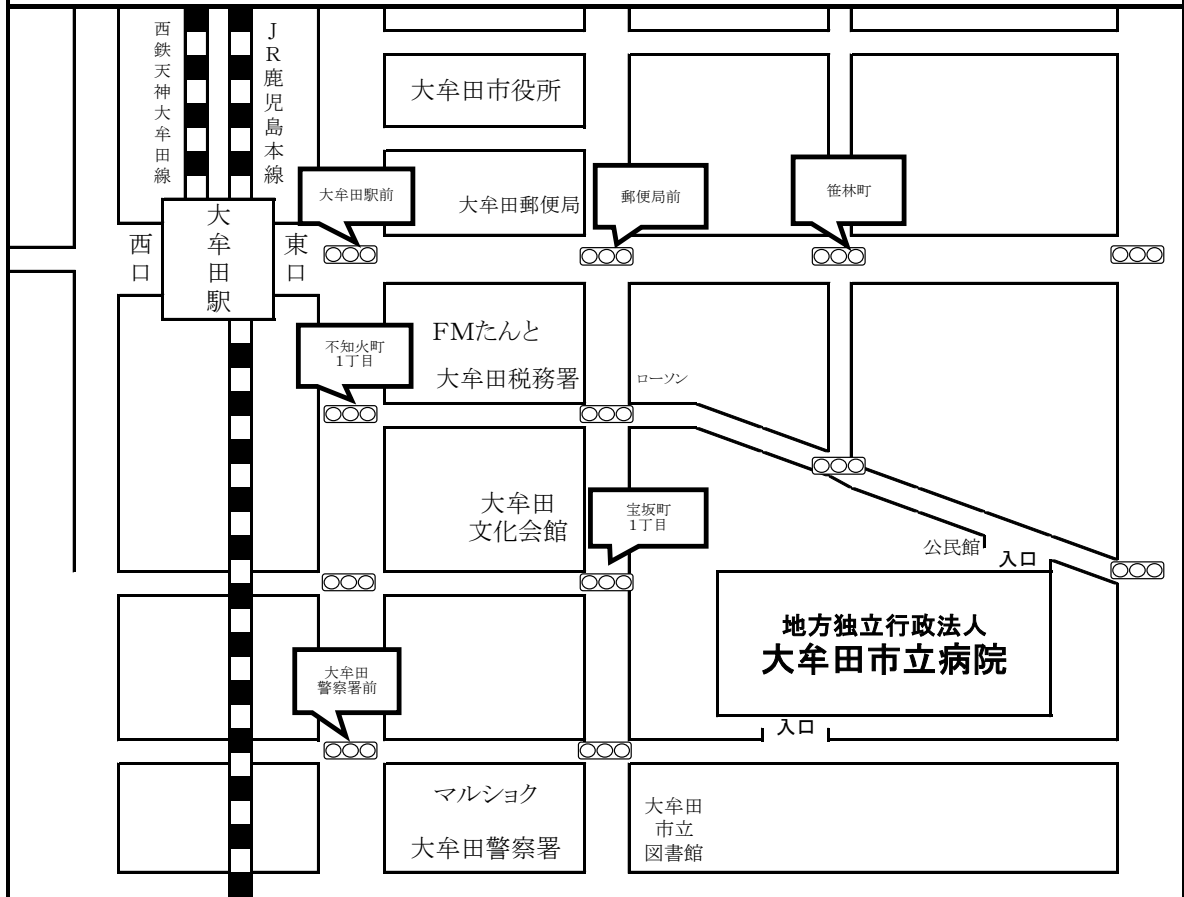 西鉄天神大牟田線
JR鹿児島本線
大牟田市役所
大牟田駅前
大牟田郵便局
郵便局前
笹林町
西口
大牟田駅
東口
不知火町
1丁目
FMたんと
大牟田税務署
ローソン
大牟田
文化会館
宝坂町
1丁目
公民館
入口
地方独立行政法人
大牟田市立病院
入口
大牟田
警察署前
マルショク
大牟田警察署
大牟田
市立
図書館